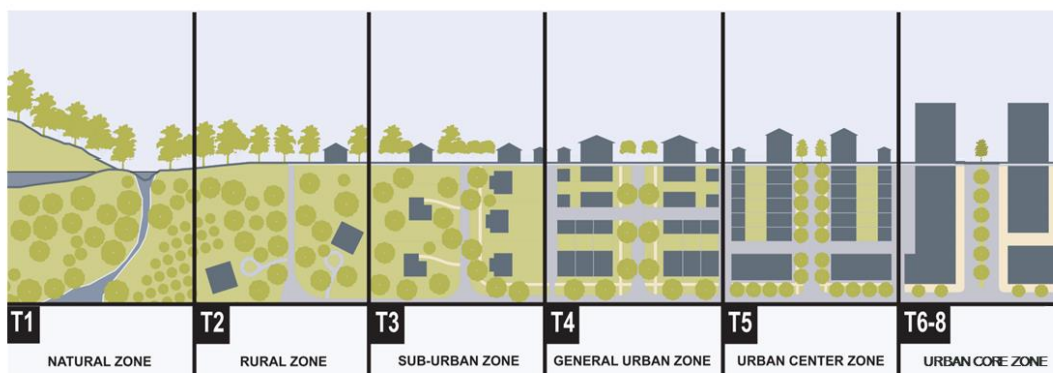 T1
T2
T3
T4
T5
T6-8
NATURAL ZONE
RURAL ZONE
SUB-URBAN ZONE
GENERAL URBAN ZONE
URBAN CENTER ZONE
URBAN CORE ZONE